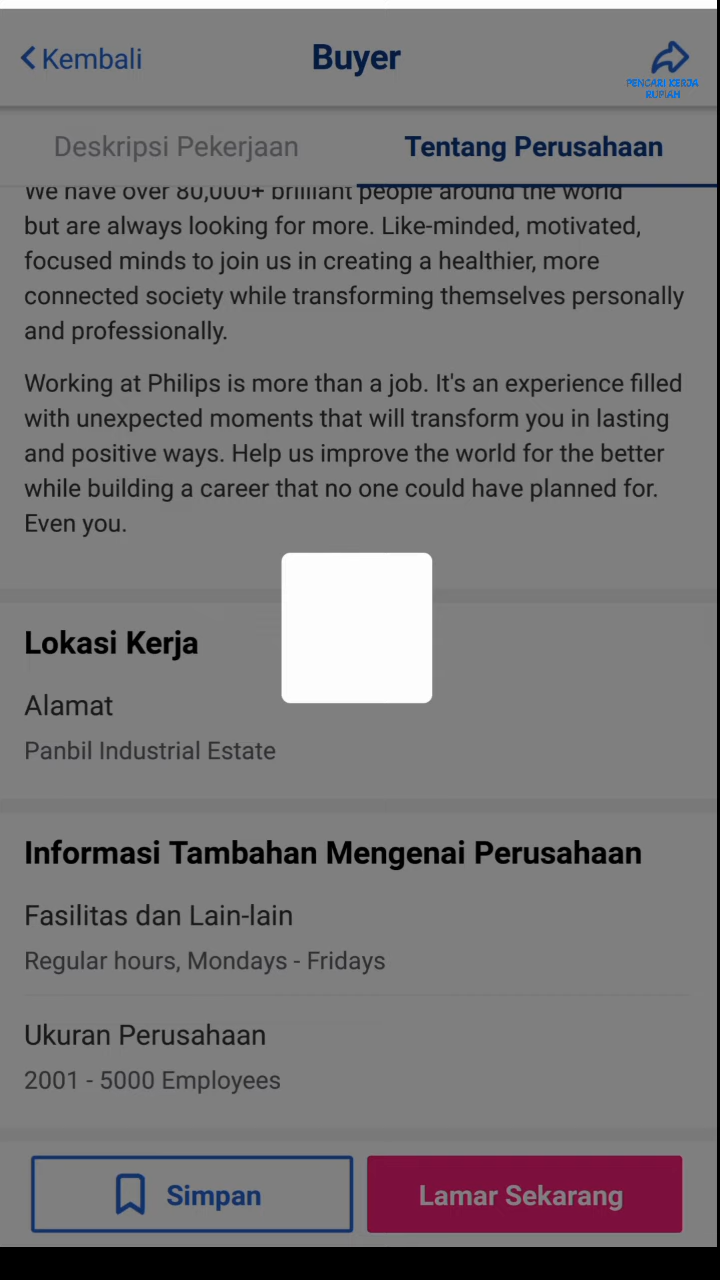 Kembali
Buyer
PENCARI KERJA
RUPIAH
Deskripsi Pekerjaan
Tentang Perusahaan
We have over 80,000+ brilliant people around the world
but are always looking for more. Like-minded, motivated,
focused minds to join us in creating a healthier, more
connected society while transforming themselves personally
and professionally.
Working at Philips is more than a job. It's an experience filled
with unexpected moments that will transform you in lasting
and positive ways. Help us improve the world for the better
while building a career that no one could have planned for.
Even you.
Lokasi Kerja
Alamat
Panbil Industrial Estate
Informasi Tambahan Mengenai Perusahaan
Fasilitas dan Lain-lain
Regular hours, Mondays - Fridays
Ukuran Perusahaan
2001 - 5000 Employees
Simpan
Lamar Sekarang